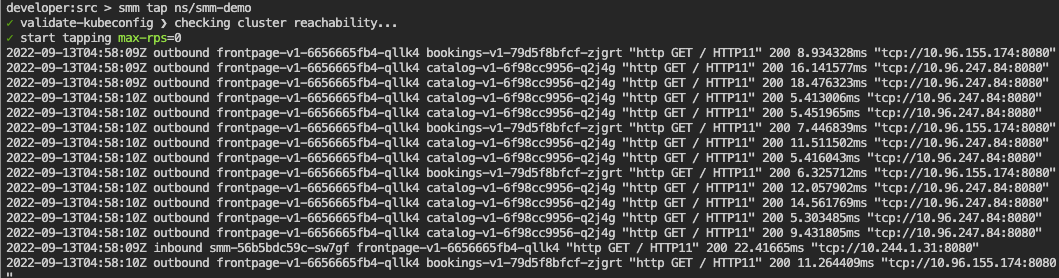 developer:src > smm tap ns/smm-demo
✓ validate-kubeconfig ❯ checking cluster reachability...
✓ start tapping max-rps=0
2022-09-13T04:58:09Z outbound frontpage-v1-6656665fb4-qllk4 bookings-v1-79d5f8bfcf-zjgrt "http GET / HTTP11" 200 8.934328ms "tcp://10.96.155.174:8080"
2022-09-13T04:58:09Z outbound frontpage-v1-6656665fb4-qllk4 catalog-v1-6f98cc9956-q2j4g "http GET / HTTP11" 200 16.141577ms "tcp://10.96.247.84:8080"
2022-09-13T04:58:09Z outbound frontpage-v1-6656665fb4-qllk4 catalog-v1-6f98cc9956-q2j4g "http GET / HTTP11" 200 18.476323ms "tcp://10.96.247.84:8080"
2022-09-13T04:58:10Z outbound frontpage-v1-6656665fb4-qllk4 catalog-v1-6f98cc9956-q2j4g "http GET / HTTP11" 200 5.413006ms "tcp://10.96.247.84:8080"
2022-09-13T04:58:10Z outbound frontpage-v1-6656665fb4-qllk4 catalog-v1-6f98cc9956-q2j4g "http GET / HTTP11" 200 5.451965ms "tcp://10.96.247.84:8080"
2022-09-13T04:58:10Z outbound frontpage-v1-6656665fb4-qllk4 bookings-v1-79d5f8bfcf-zjgrt "http GET / HTTP11" 200 7.446839ms "tcp://10.96.155.174:8080"
2022-09-13T04:58:10Z outbound frontpage-v1-6656665fb4-qllk4 catalog-v1-6f98cc9956-q2j4g "http GET / HTTP11" 200 11.511502ms "tcp://10.96.247.84:8080"
2022-09-13T04:58:10Z outbound frontpage-v1-6656665fb4-qllk4 catalog-v1-6f98cc9956-q2j4g "http GET / HTTP11" 200 5.416043ms "tcp://10.96.247.84:8080"
2022-09-13T04:58:10Z outbound frontpage-v1-6656665fb4-qllk4 bookings-v1-79d5f8bfcf-zjgrt "http GET / HTTP11" 200 6.325712ms "tcp://10.96.155.174:8080"
2022-09-13T04:58:10Z outbound frontpage-v1-6656665fb4-qllk4 catalog-v1-6f98cc9956-q2j4g "http GET / HTTP11" 200 12.057902ms "tcp://10.96.247.84:8080"
2022-09-13T04:58:10Z outbound frontpage-v1-6656665fb4-qllk4 catalog-v1-6f98cc9956-q2j4g "http GET / HTTP11" 200 14.561769ms "tcp://10.96.247.84:8080"
2022-09-13T04:58:10Z outbound frontpage-v1-6656665fb4-qllk4 catalog-v1-6f98cc9956-q2j4g "http GET / HTTP11" 200 5.303485ms "tcp://10.96.247.84:8080"
2022-09-13T04:58:10Z outbound frontpage-v1-6656665fb4-qllk4 catalog-v1-6f98cc9956-q2j4g "http GET / HTTP11" 200 9.431805ms "tcp://10.96.247.84:8080"
2022-09-13T04:58:09Z inbound smm-56b5bdc59c-sw7gf frontpage-v1-6656665fb4-qllk4 "http GET / HTTP11" 200 22.41665ms "tcp://10.244.1.31:8080"
2022-09-13T04:58:10Z outbound frontpage-v1-6656665fb4-qllk4 bookings-v1-79d5f8bfcf-zjgrt "http GET / HTTP11" 200 11.264409ms "tcp://10.96.155.174:8080
"